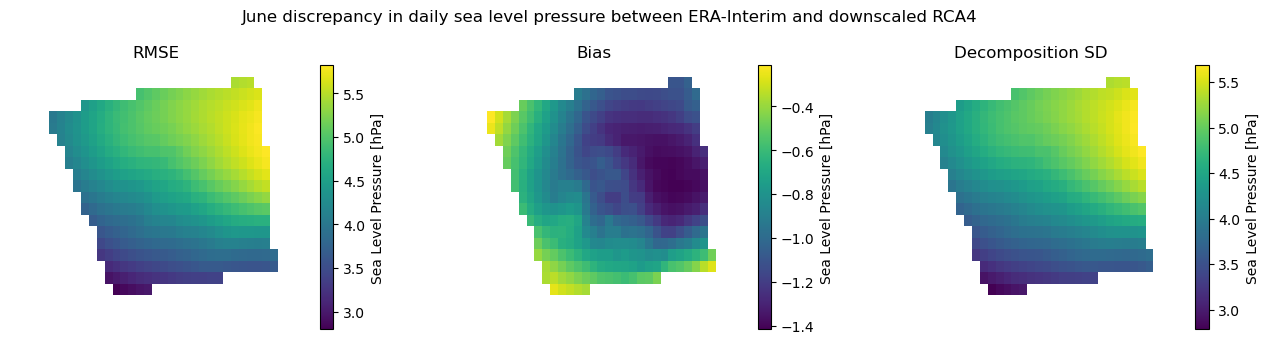 June discrepancy in daily sea level pressure between ERA-Interim and downscaled RCA4
RMSE
5.5
5.0
4.5
4.0
3.5
3.0
Sea Level Pressure [hPa]
Bias
−0.4
−0.6
−0.8
−1.0
−1.2
−1.4
Sea Level Pressure [hPa]
Decomposition SD
5.5
5.0
4.5
4.0
3.5
3.0
Sea Level Pressure [hPa]